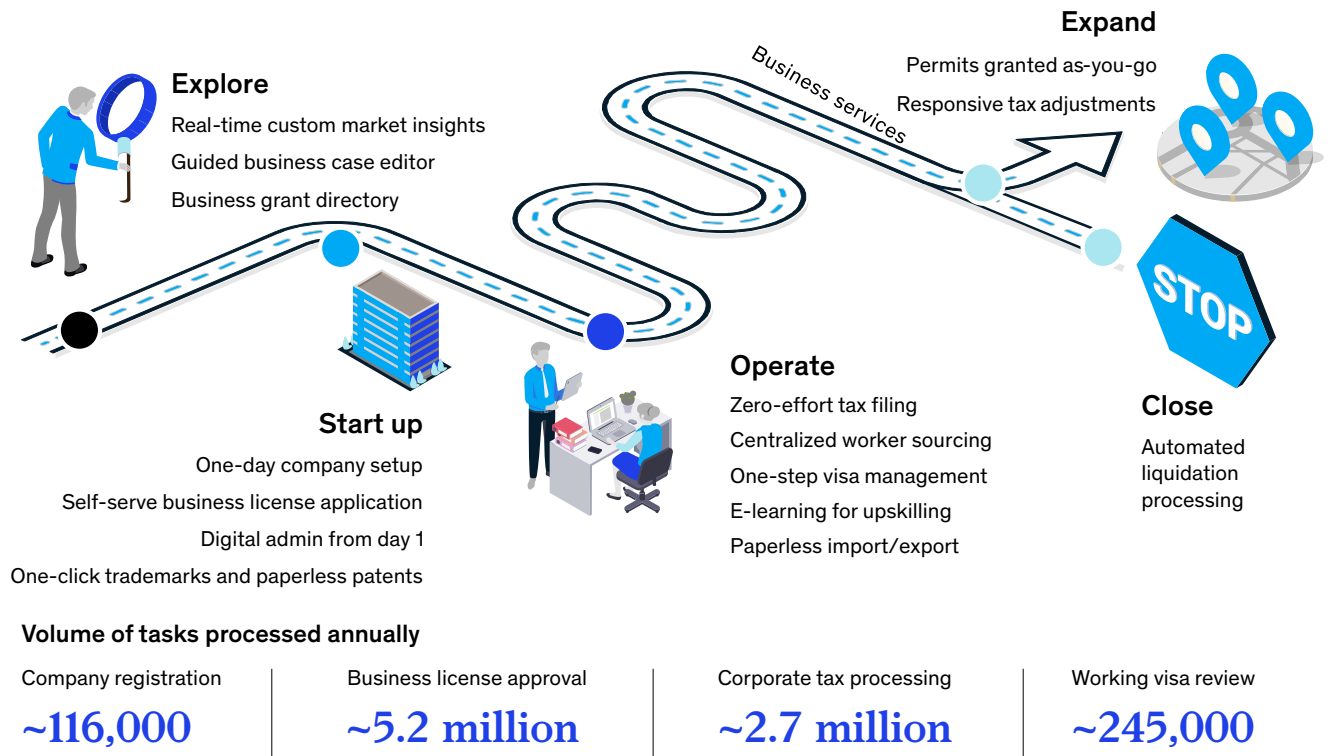 Explore
Real-time custom market insights
Guided business case editor
Business grant directory
Business services
Expand
Permits granted as-you-go
Responsive tax adjustments
STOP
Start up
One-day company setup
Self-serve business license application
Digital admin from day 1
One-click trademarks and paperless patents
Operate
Zero-effort tax filing
Centralized worker sourcing
One-step visa management
E-learning for upskilling
Paperless import/export
Close
Automated
liquidation
processing
Volume of tasks processed annually
Company registration
~116,000
Business license approval
~5.2 million
Corporate tax processing
~2.7 million
Working visa review
~245,000